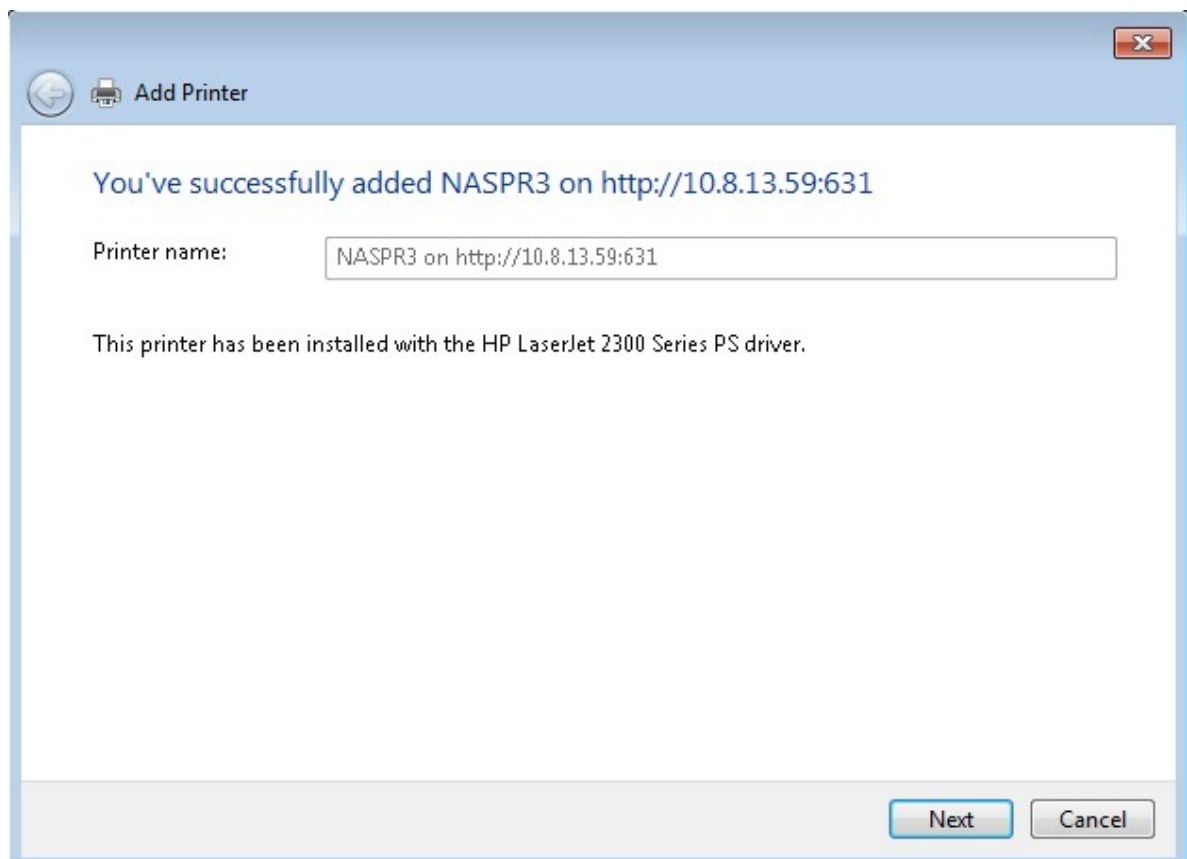 Add Printer
You've successfully added NASPR3 on http://10.8.13.59:631
Printer name: NASPR3 on http://10.8.13.59:631
This printer has been installed with the HP LaserJet 2300 Series PS driver.
Next Cancel